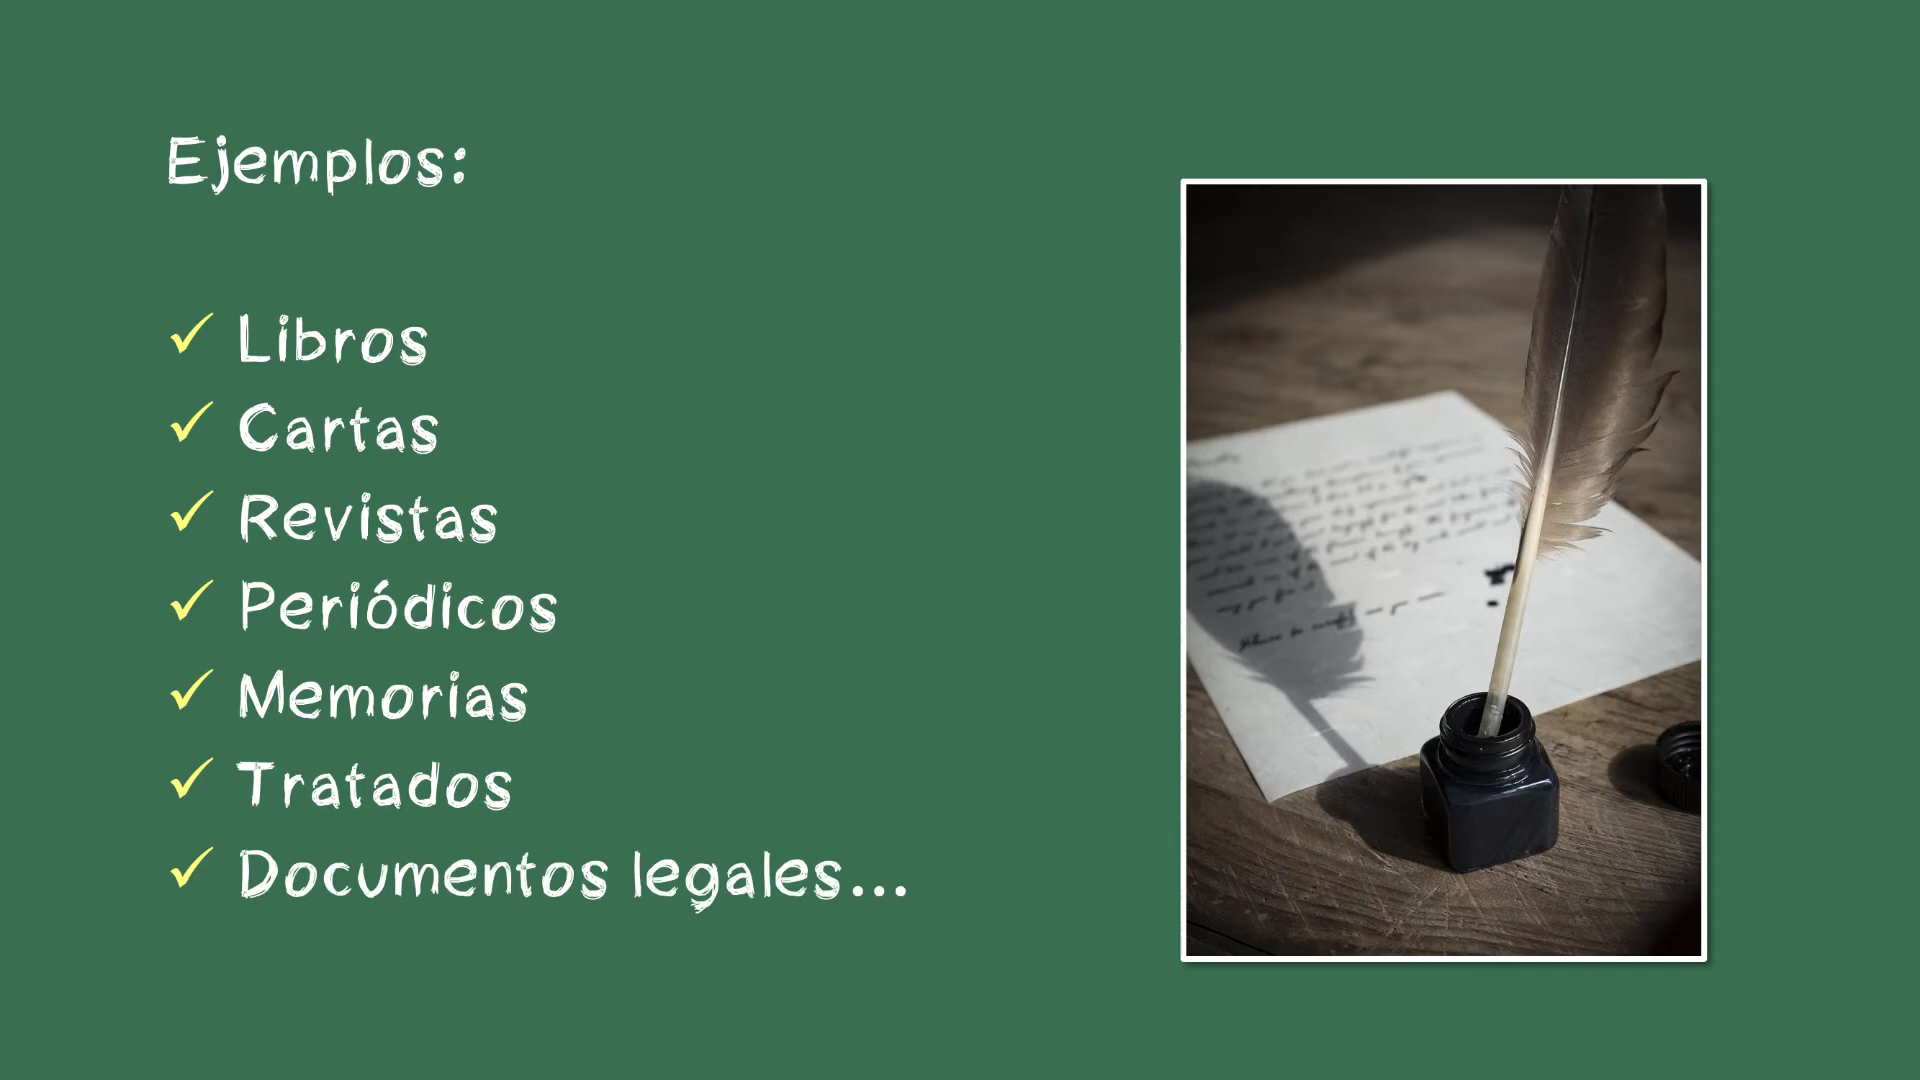 Ejemplos:
Libros
Cartas
Revistas
Periódicos
Memorias
Tratados
Documentos legales...